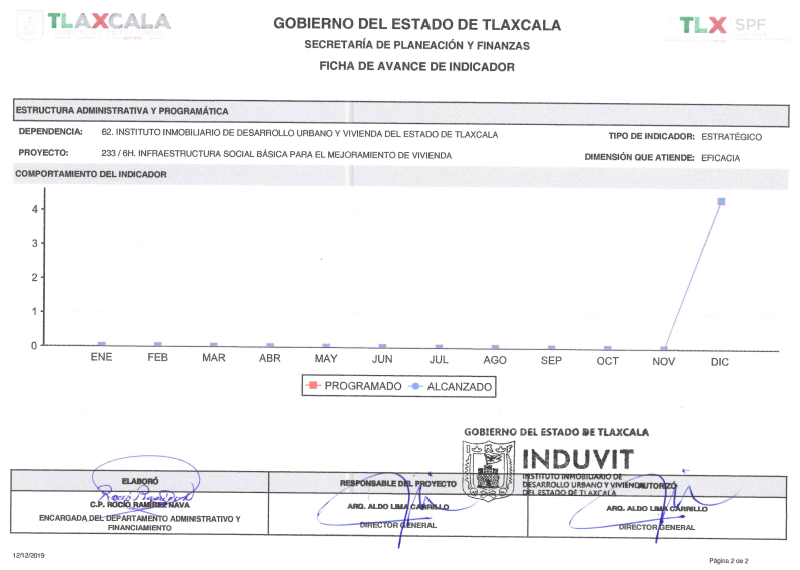 TLAXCALA
GOBIERNO DEL ESTADO DE TLAXCALA
SECRETARÍA DE PLANEACIÓN Y FINANZAS
FICHA DE AVANCE DE INDICADOR
TLX SPF
ESTRUCTURA ADMINISTRATIVA Y PROGRAMÁTICA
DEPENDENCIA: 62. INSTITUTO INMOBILIARIO DE DESARROLLO URBANO Y VIVIENDA DEL ESTADO DE TLAXCALA
TIPO DE INDICADOR: ESTRATÉGICO
PROYECTO: 233 / 6H. INFRAESTRUCTURA SOCIAL BÁSICA PARA EL MEJORAMIENTO DE VIVIENDA
DIMENSIÓN QUE ATIENDE: EFICACIA
COMPORTAMIENTO DEL INDICADOR
4
3
2
1
0
ENE FEB MAR ABR MAY JUN JUL AGO SEP OCT NOV DIC
PROGRAMADO ALCANZADO
GOBIERNO DEL ESTADO DE TLAXCALA
INDUVIT
INSTITUTO INMOBILIARIO DE
DESARROLLO URBANO Y VIVIENDA
DEL ESTADO DE TLAXCALA
ELABORÓ
C.P. ROCIO RAMÍREZ NAVA
ENCARGADA DEL DEPARTAMENTO ADMINISTRATIVO Y
FINANCIAMIENTO
RESPONSABLE DEL PROYECTO
ARQ. ALDO LIMA CARRILLO
DIRECTOR GENERAL
AUTORIZÓ
ARQ. ALDO LIMA CARRILLO
DIRECTOR GENERAL
12/12/2019
Página 2 de 2